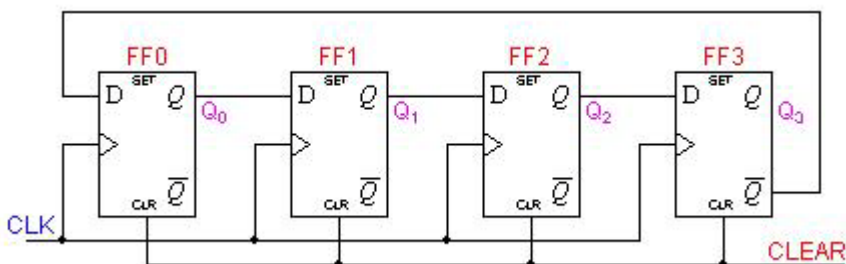 FF0 FF1 FF2 FF3
SET SET SET SET
D Q D Q D Q D Q
Q₀ Q₁ Q₂ Q₃
Q̅ Q̅ Q̅ Q̅
CLR CLR CLR CLR
CLK
CLEAR